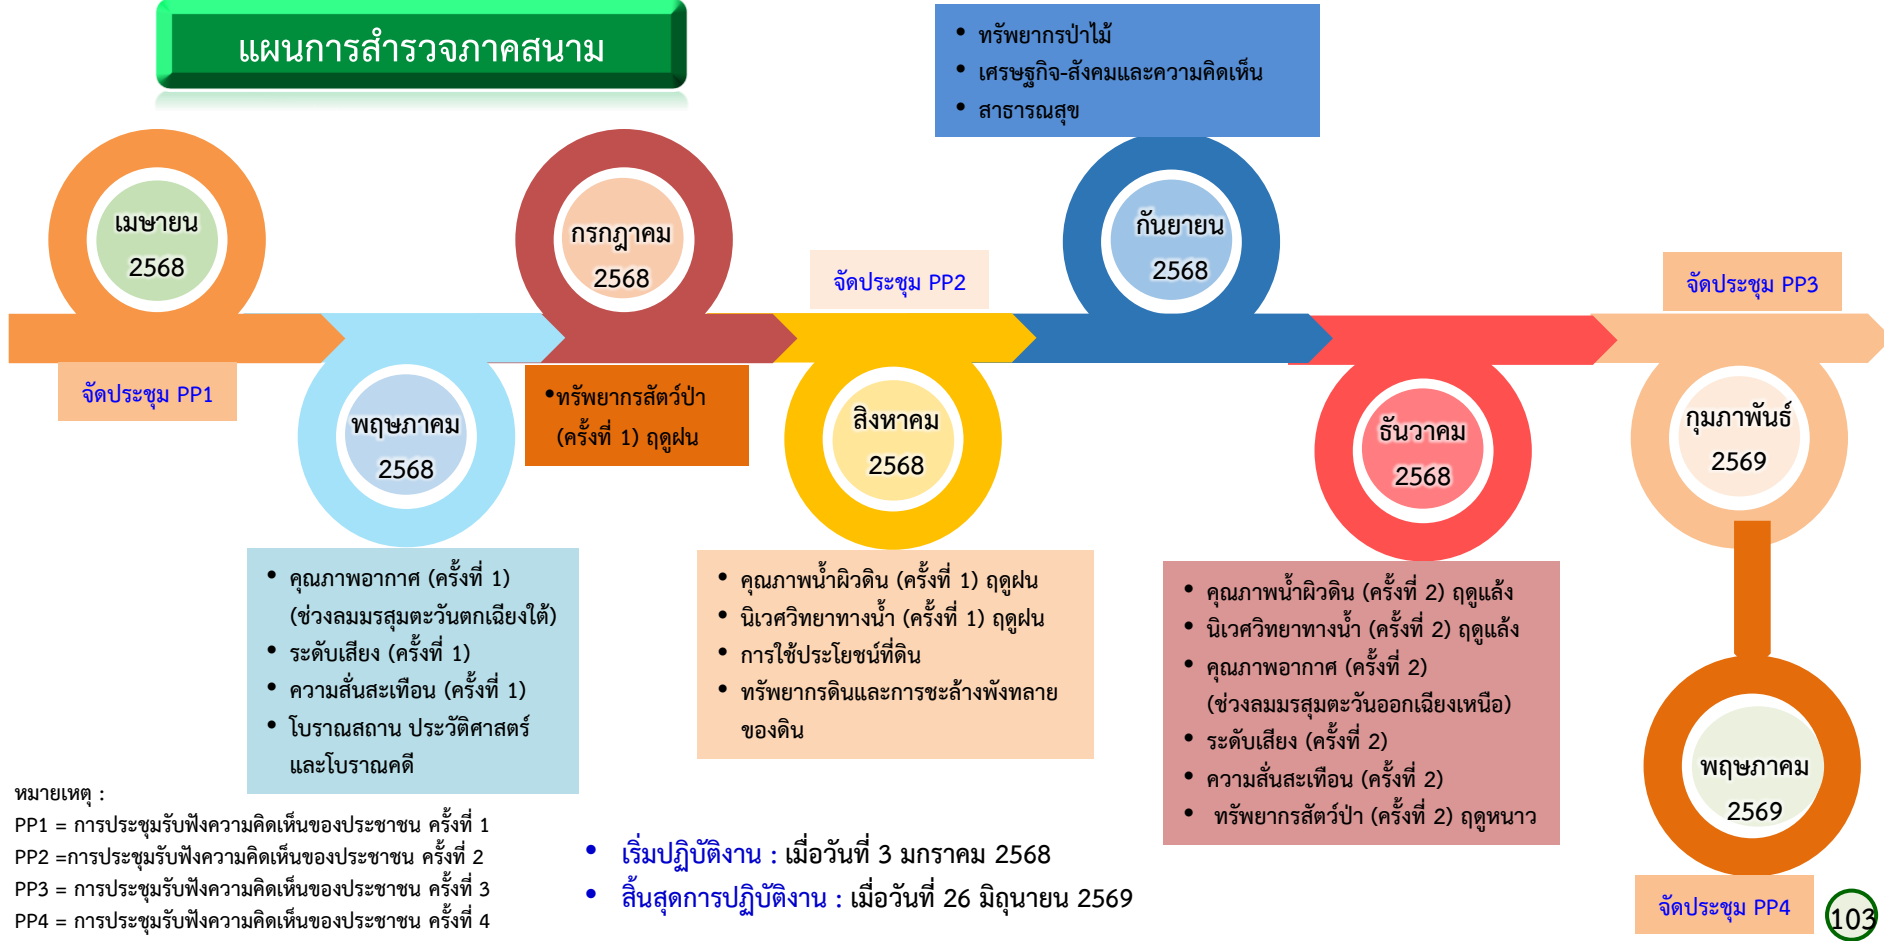 แผนการสำรวจภาคสนาม
• ทรัพยากรป่าไม้
• เศรษฐกิจ-สังคมและความคิดเห็น
• สาธารณสุข
เมษายน
2568
กรกฎาคม
2568
กันยายน
2568
จัดประชุม PP2
จัดประชุม PP3
จัดประชุม PP1
พฤษภาคม
2568
•ทรัพยากรสัตว์ป่า
(ครั้งที่ 1) ฤดูฝน
สิงหาคม
2568
ธันวาคม
2568
กุมภาพันธ์
2569
• คุณภาพอากาศ (ครั้งที่ 1)
(ช่วงลมมรสุมตะวันตกเฉียงใต้)
• ระดับเสียง (ครั้งที่ 1)
• ความสั่นสะเทือน (ครั้งที่ 1)
• โบราณสถาน ประวัติศาสตร์
และโบราณคดี
• คุณภาพน้ำผิวดิน (ครั้งที่ 1) ฤดูฝน
• นิเวศวิทยาทางน้ำ (ครั้งที่ 1) ฤดูฝน
• การใช้ประโยชน์ที่ดิน
• ทรัพยากรดินและการชะล้างพังทลาย
ของดิน
• คุณภาพน้ำผิวดิน (ครั้งที่ 2) ฤดูแล้ง
• นิเวศวิทยาทางน้ำ (ครั้งที่ 2) ฤดูแล้ง
• คุณภาพอากาศ (ครั้งที่ 2)
(ช่วงลมมรสุมตะวันออกเฉียงเหนือ)
• ระดับเสียง (ครั้งที่ 2)
• ความสั่นสะเทือน (ครั้งที่ 2)
• ทรัพยากรสัตว์ป่า (ครั้งที่ 2) ฤดูหนาว
พฤษภาคม
2569
จัดประชุม PP4
หมายเหตุ :
PP1 = การประชุมรับฟังความคิดเห็นของประชาชน ครั้งที่ 1
PP2 =การประชุมรับฟังความคิดเห็นของประชาชน ครั้งที่ 2
PP3 = การประชุมรับฟังความคิดเห็นของประชาชน ครั้งที่ 3
PP4 = การประชุมรับฟังความคิดเห็นของประชาชน ครั้งที่ 4
• เริ่มปฏิบัติงาน : เมื่อวันที่ 3 มกราคม 2568
• สิ้นสุดการปฏิบัติงาน : เมื่อวันที่ 26 มิถุนายน 2569
103